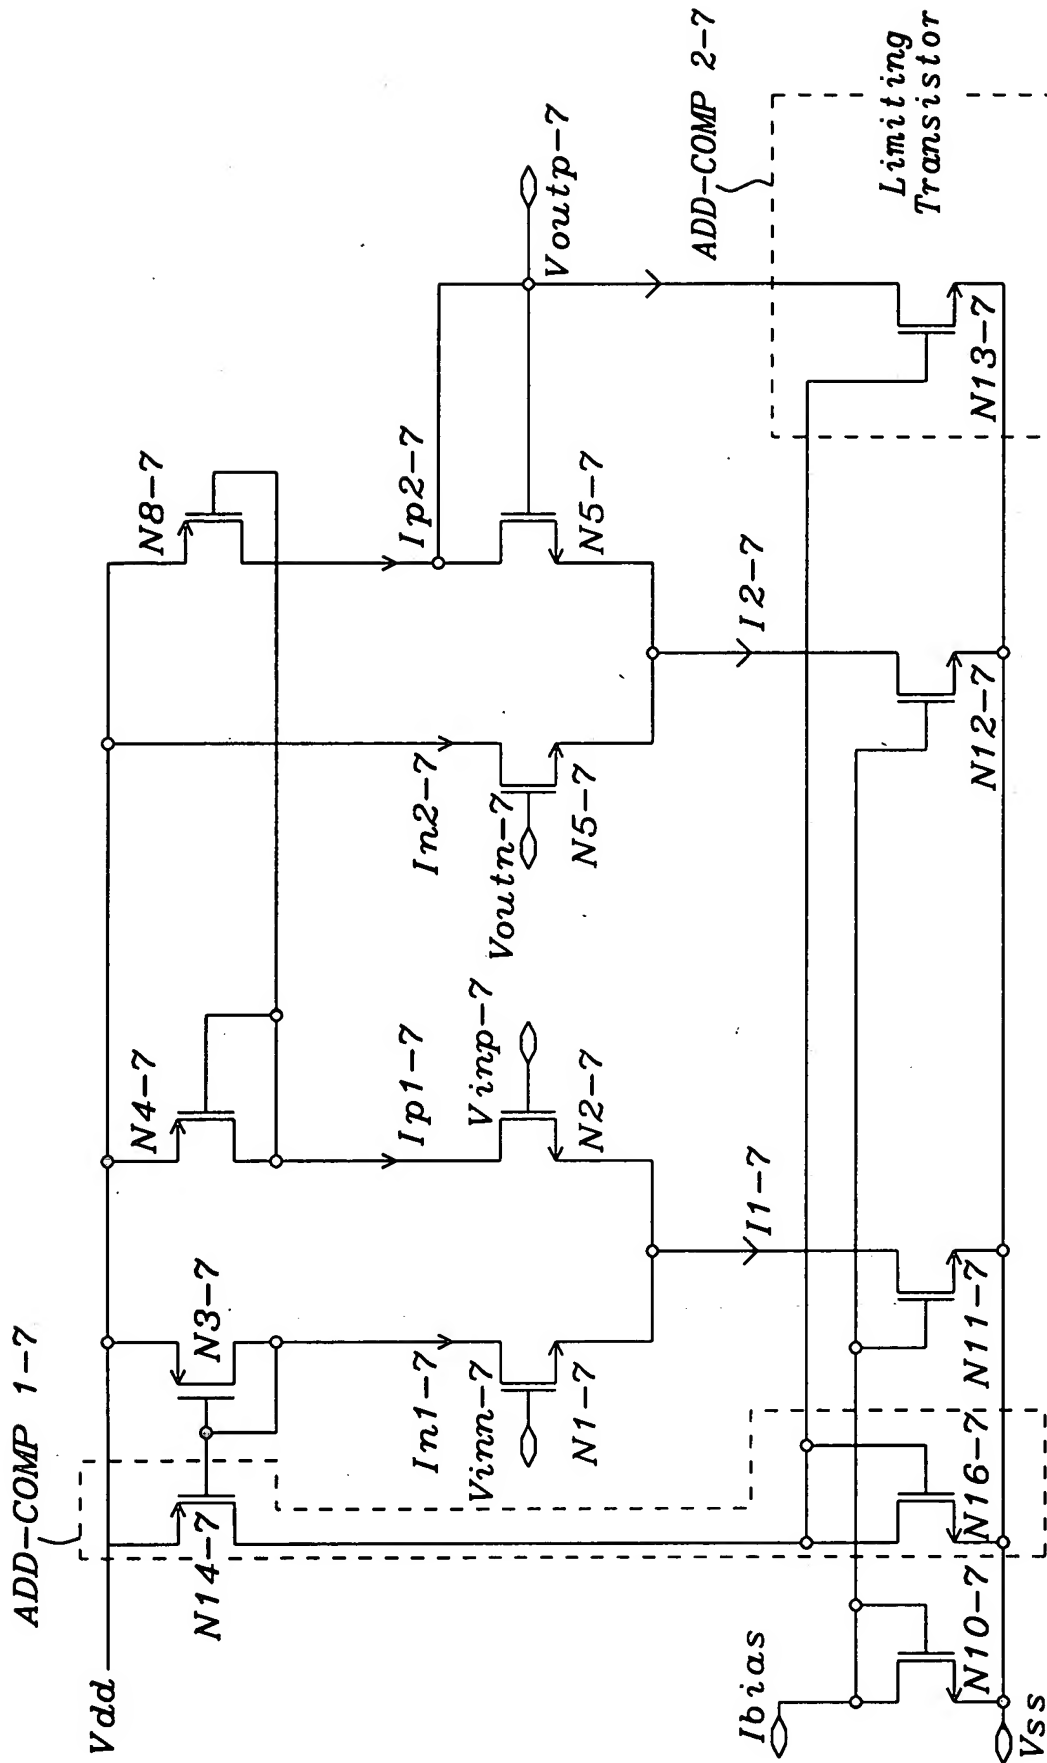 ADD-COMP 1-7
Vdd
N14-7
N3-7
N4-7
N8-7
In1-7
Ip1-7
In2-7
Ip2-7
Vinn-7
Vinp-7
Voutn-7
Voutp-7
N1-7
N2-7
N5-7
N5-7
ADD-COMP 2-7
I1-7
I2-7
Ibias
Limiting
Transistor
N10-7
N16-7
N11-7
N12-7
N13-7
Vss